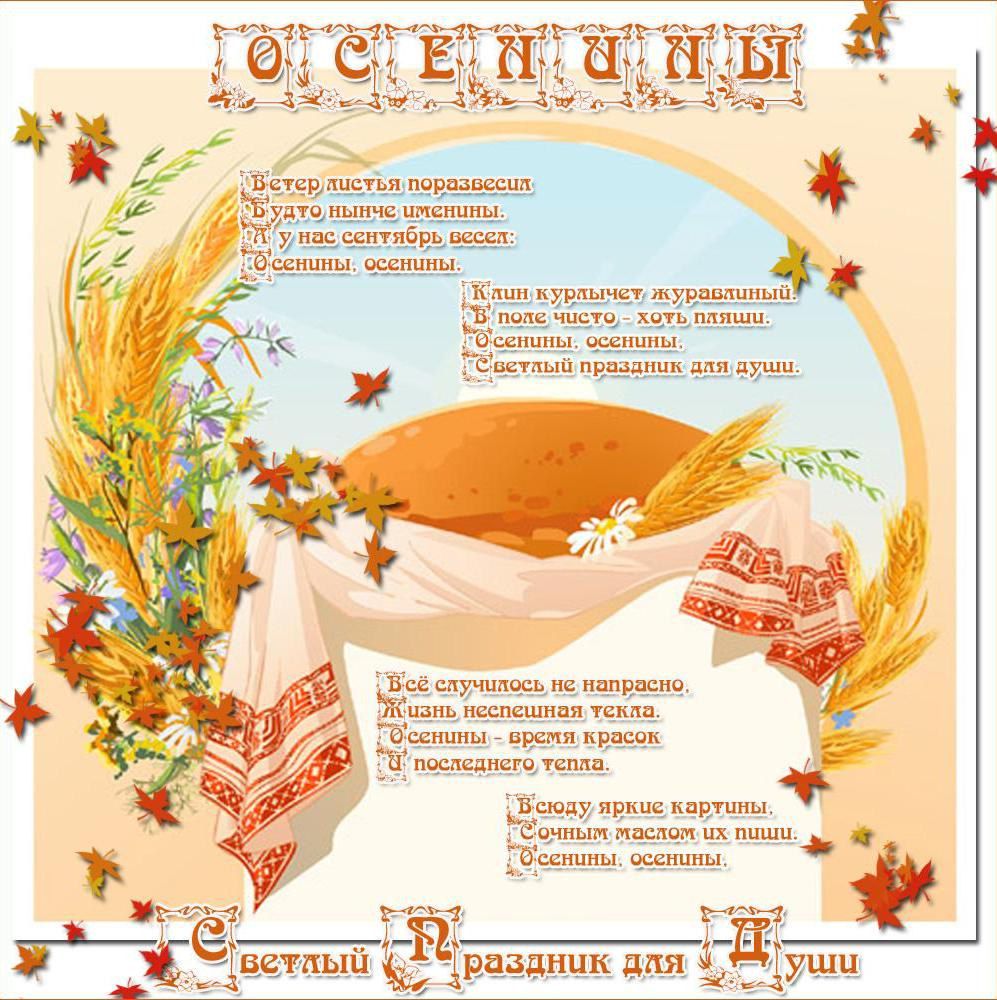 ОСЕНИНЫ
Ветер листья поразвесил
Будто нынче именины.
А у нас сентябрь весел:
Осенины, осенины.
Клин курлычет журавлиный.
В поле чисто - хоть пляши.
Осенины, осенины,
Светлый праздник для души.
Всё случилось не напрасно,
Жизнь неспешная текла.
Осенины - время красок
И последнего тепла.
Всюду яркие картины,
Сочным маслом их пиши.
Осенины, осенины,
Светлый Праздник для Души